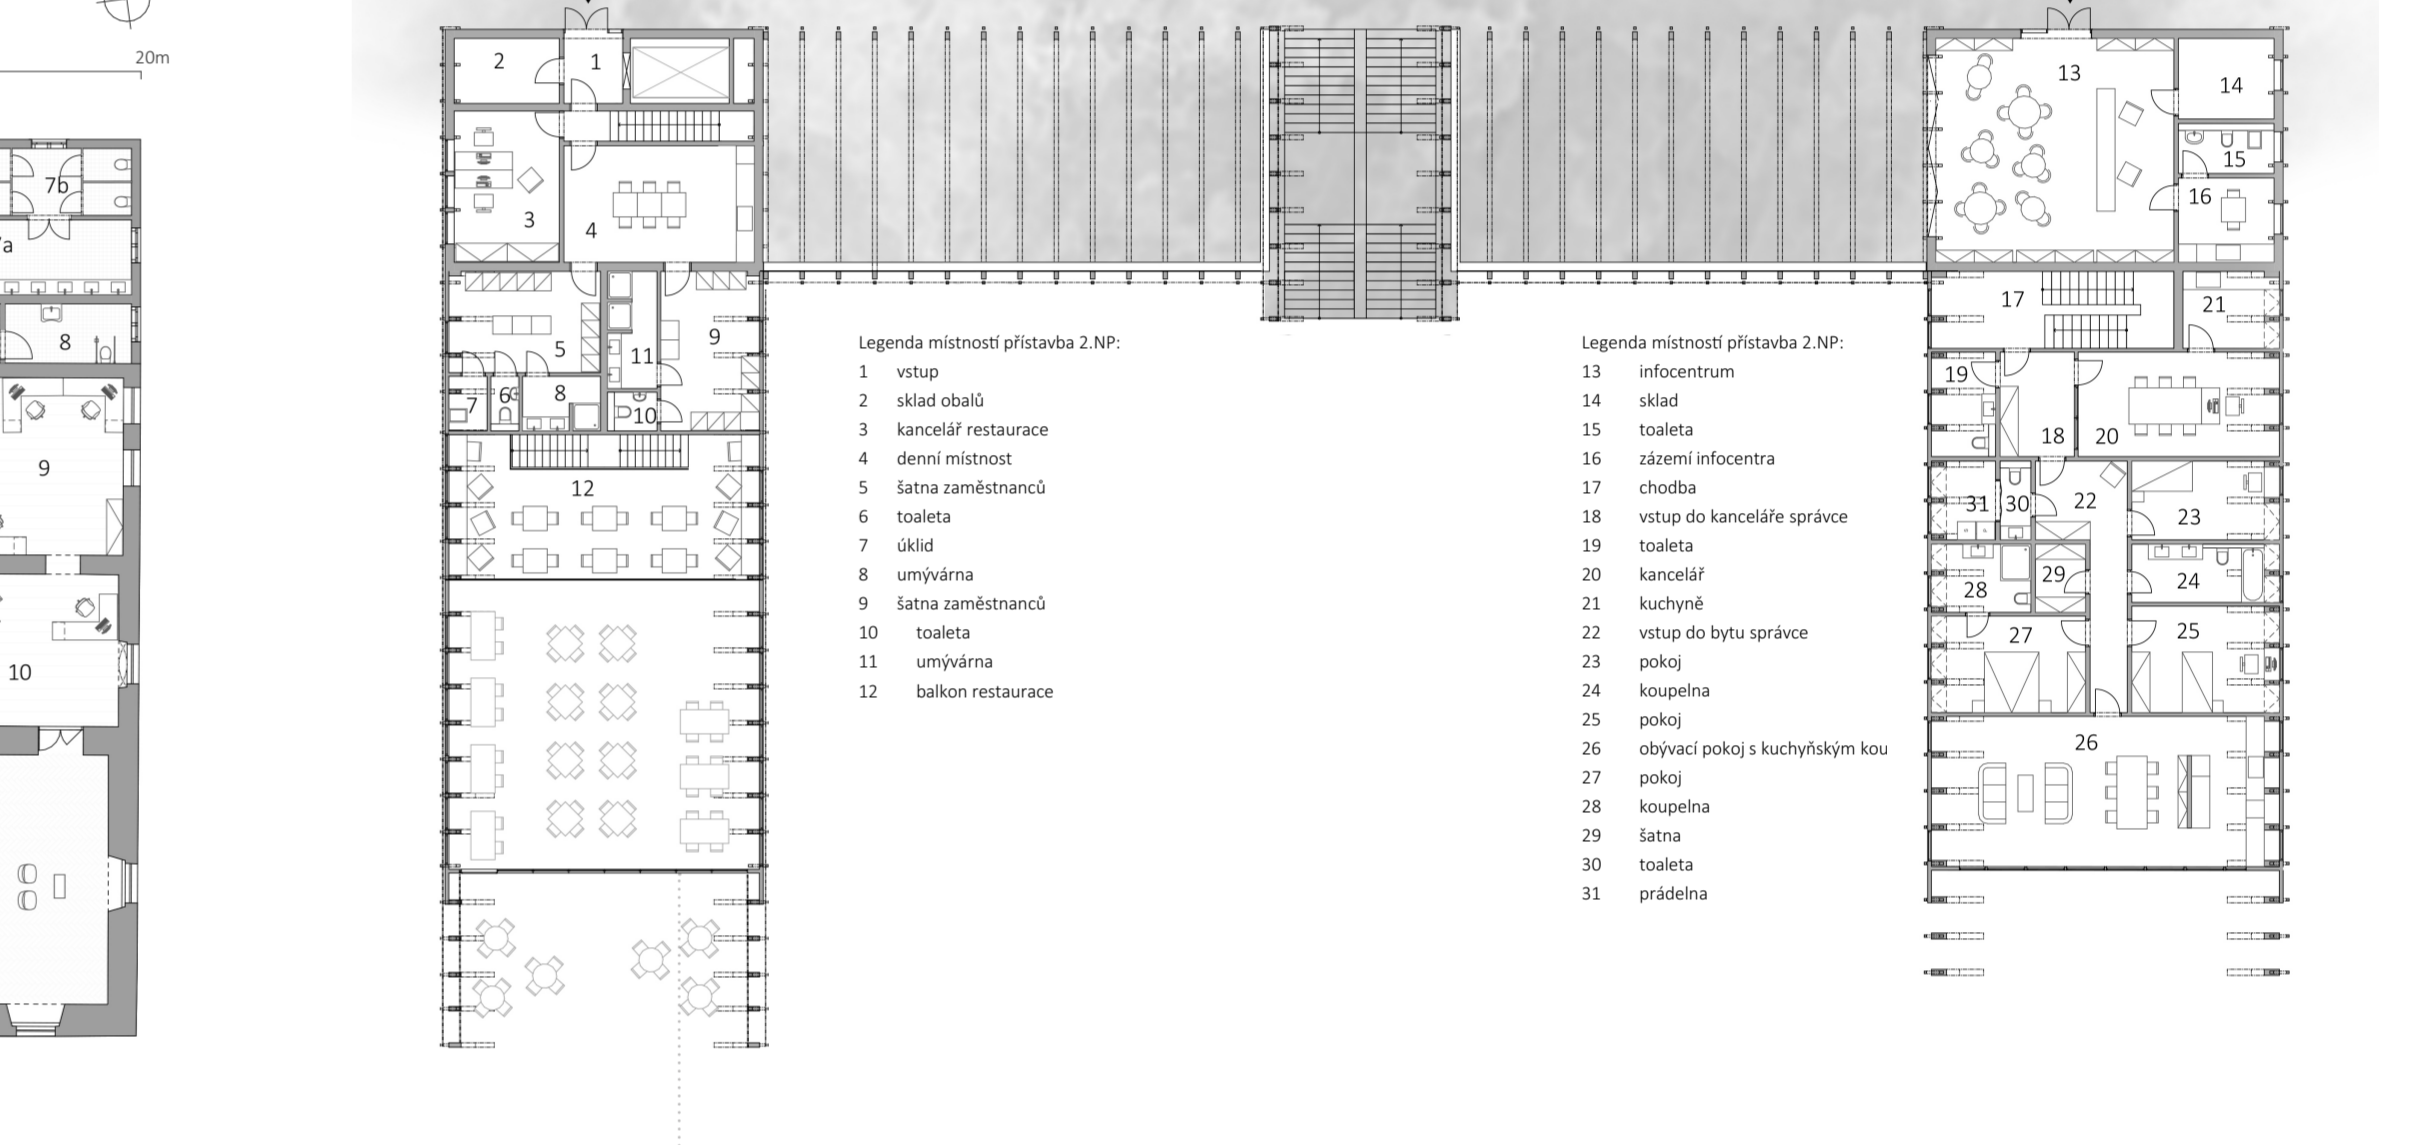 20m
7b
7a
8
9
10
2
1
3
4
5
11
9
7
6
8
10
12
Legenda místností přístavba 2.NP:
1 vstup
2 sklad obalů
3 kancelář restaurace
4 denní místnost
5 šatna zaměstnanců
6 toaleta
7 úklid
8 umývárna
9 šatna zaměstnanců
10 toaleta
11 umývárna
12 balkon restaurace
Legenda místností přístavba 2.NP:
13 infocentrum
14 sklad
15 toaleta
16 zázemí infocentra
17 chodba
18 vstup do kanceláře správce
19 toaleta
20 kancelář
21 kuchyně
22 vstup do bytu správce
23 pokoj
24 koupelna
25 pokoj
26 obývací pokoj s kuchyňským kou
27 pokoj
28 koupelna
29 šatna
30 toaleta
31 prádelna
13
14
15
16
17
21
19
18
20
31
30
22
23
28
29
24
27
25
26